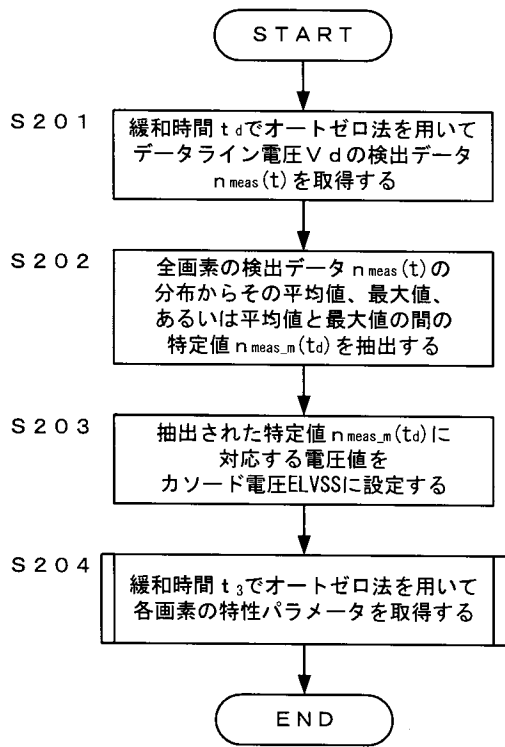 START
S201
緩和時間tdでオートゼロ法を用いて
データライン電圧Vdの検出データ
nmeas(t)を取得する
S202
全画素の検出データnmeas(t)の
分布からその平均値、最大値、
あるいは平均値と最大値の間の
特定値nmeas_m(td)を抽出する
S203
抽出された特定値nmeas_m(td)に
対応する電圧値を
カソード電圧ELVSSに設定する
S204
緩和時間t3でオートゼロ法を用いて
各画素の特性パラメータを取得する
END